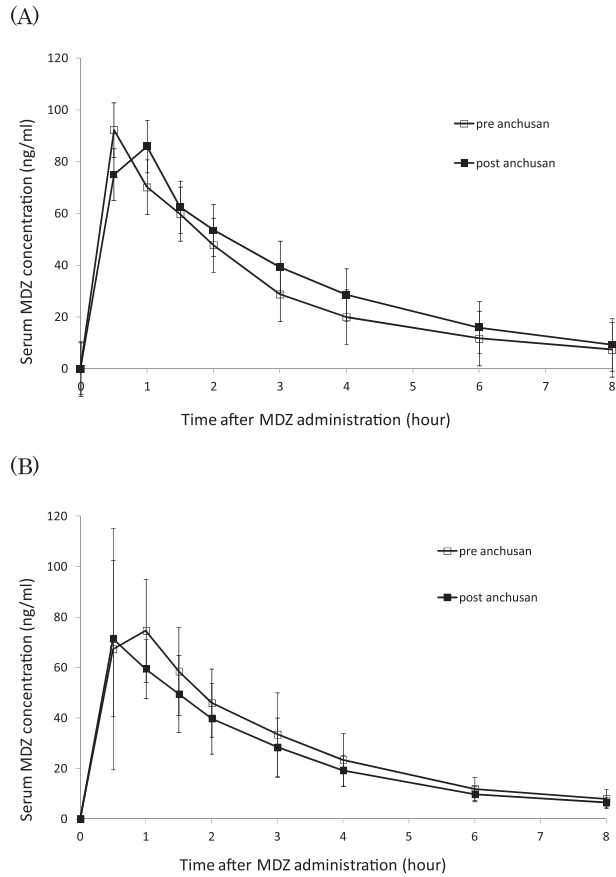 (A)
120
100
80
60
40
20
0
Serum MDZ concentration (ng/ml)
pre anchusan
post anchusan
0 1 2 3 4 5 6 7 8
Time after MDZ administration (hour)
(B)
120
100
80
60
40
20
0
Serum MDZ concentration (ng/ml)
pre anchusan
post anchusan
0 1 2 3 4 5 6 7 8
Time after MDZ administration (hour)